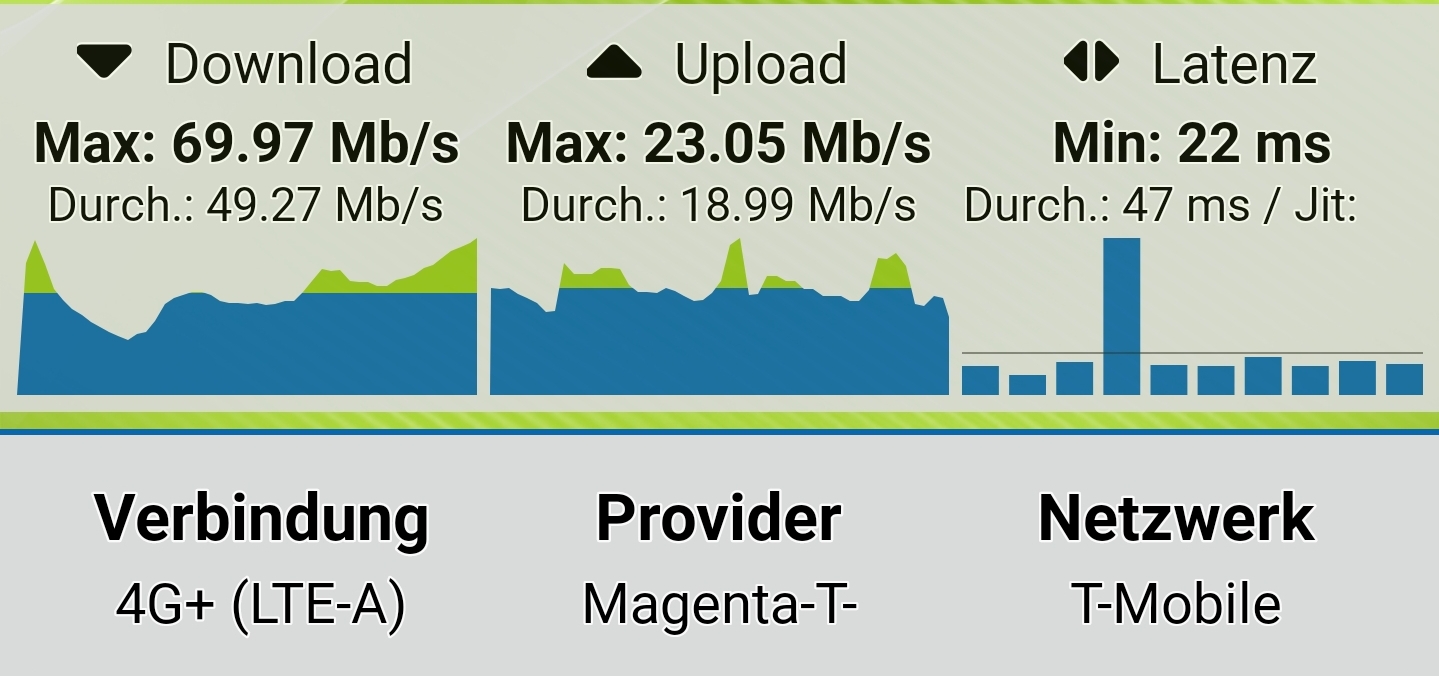 Download
Upload
Latenz
Max: 69.97 Mb/s
Max: 23.05 Mb/s
Min: 22 ms
Durch.: 49.27 Mb/s
Durch.: 18.99 Mb/s
Durch.: 47 ms / Jit:
Verbindung
Provider
Netzwerk
4G+ (LTE-A)
Magenta-T-
T-Mobile